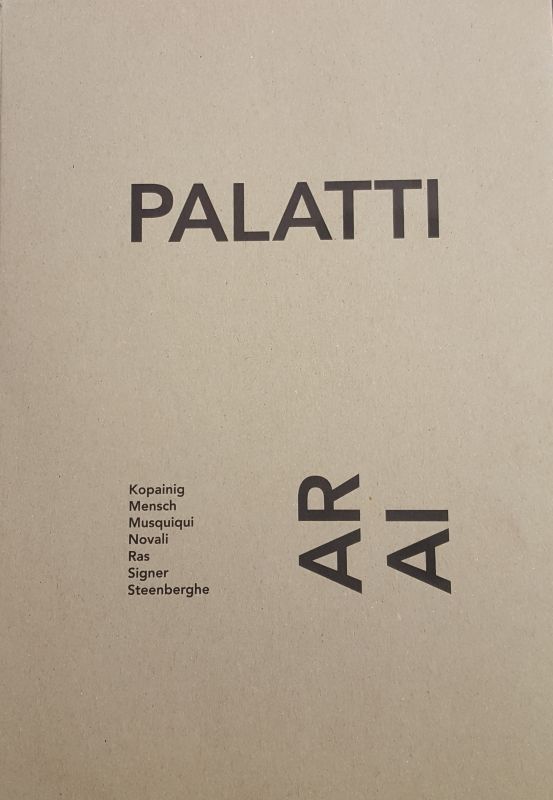 PALATTI
Kopainig
Mensch
Musquiqui
Novali
Ras
Signer
Steenberghe
AR
AI